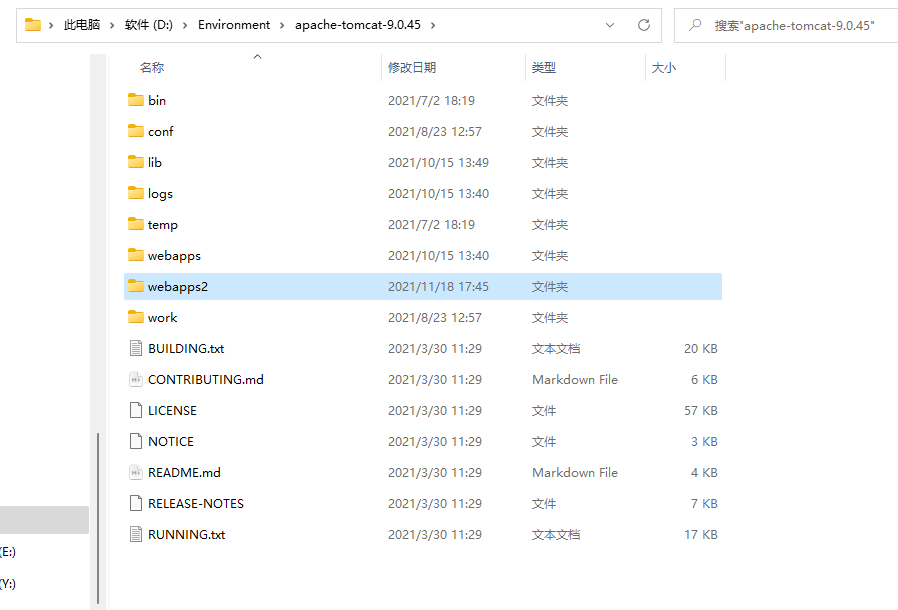 此电脑 › 软件 (D:) › Environment › apache-tomcat-9.0.45 ›
搜索"apache-tomcat-9.0.45"
名称 修改日期 类型 大小
bin 2021/7/2 18:19 文件夹
conf 2021/8/23 12:57 文件夹
lib 2021/10/15 13:49 文件夹
logs 2021/10/15 13:40 文件夹
temp 2021/7/2 18:19 文件夹
webapps 2021/10/15 13:40 文件夹
webapps2 2021/11/18 17:45 文件夹
work 2021/8/23 12:57 文件夹
BUILDING.txt 2021/3/30 11:29 文本文档 20 KB
CONTRIBUTING.md 2021/3/30 11:29 Markdown File 6 KB
LICENSE 2021/3/30 11:29 文件 57 KB
NOTICE 2021/3/30 11:29 文件 3 KB
README.md 2021/3/30 11:29 Markdown File 4 KB
RELEASE-NOTES 2021/3/30 11:29 文件 7 KB
RUNNING.txt 2021/3/30 11:29 文本文档 17 KB
(E:)
(Y:)